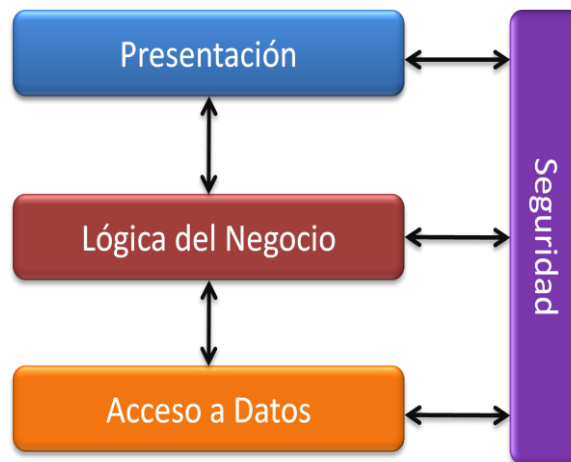 Presentación
Lógica del Negocio
Acceso a Datos
Seguridad